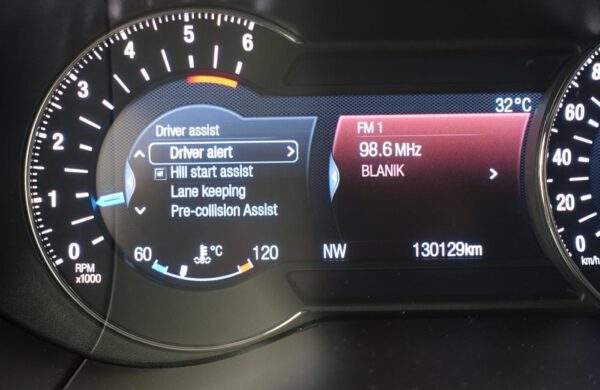 0
1
2
3
4
5
6
RPM
x1000
Driver assist
Driver alert
Hill start assist
Lane keeping
Pre-collision Assist
60 °C 120
32°C
FM 1
98.6 MHz
BLANIK
NW 130129km
80
60
40
20
0
km/h